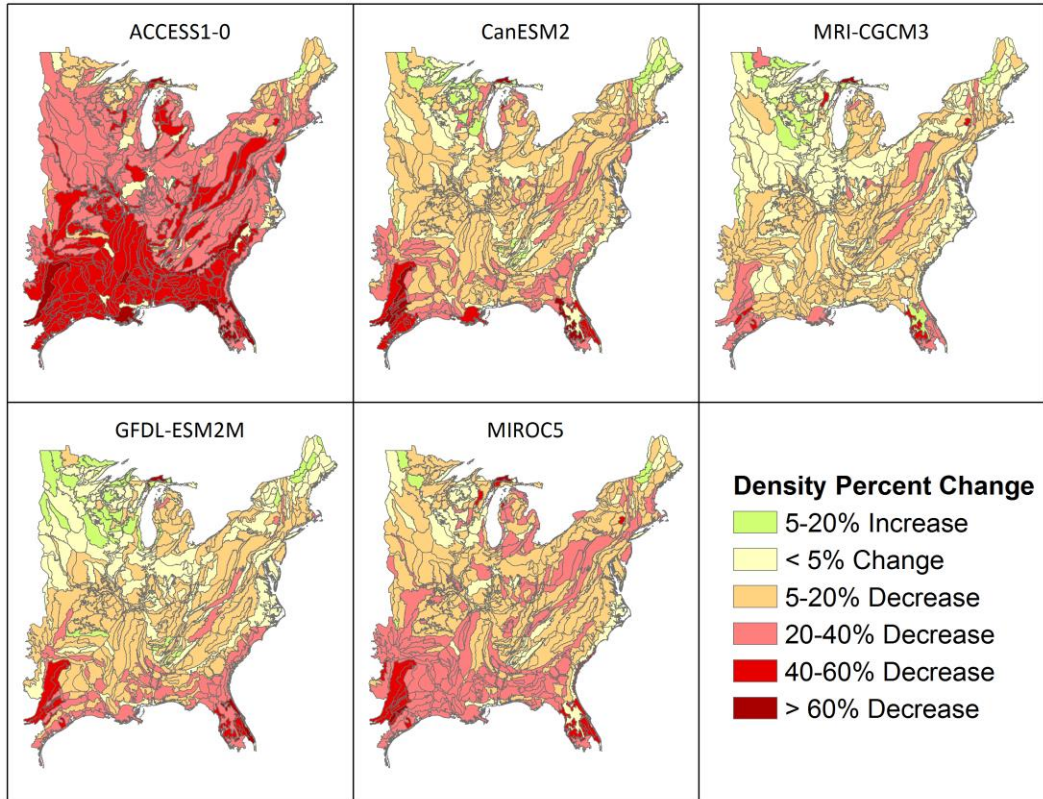 ACCESS1-0
CanESM2
MRI-CGCM3
GFDL-ESM2M
MIROC5
Density Percent Change
5-20% Increase
< 5% Change
5-20% Decrease
20-40% Decrease
40-60% Decrease
> 60% Decrease